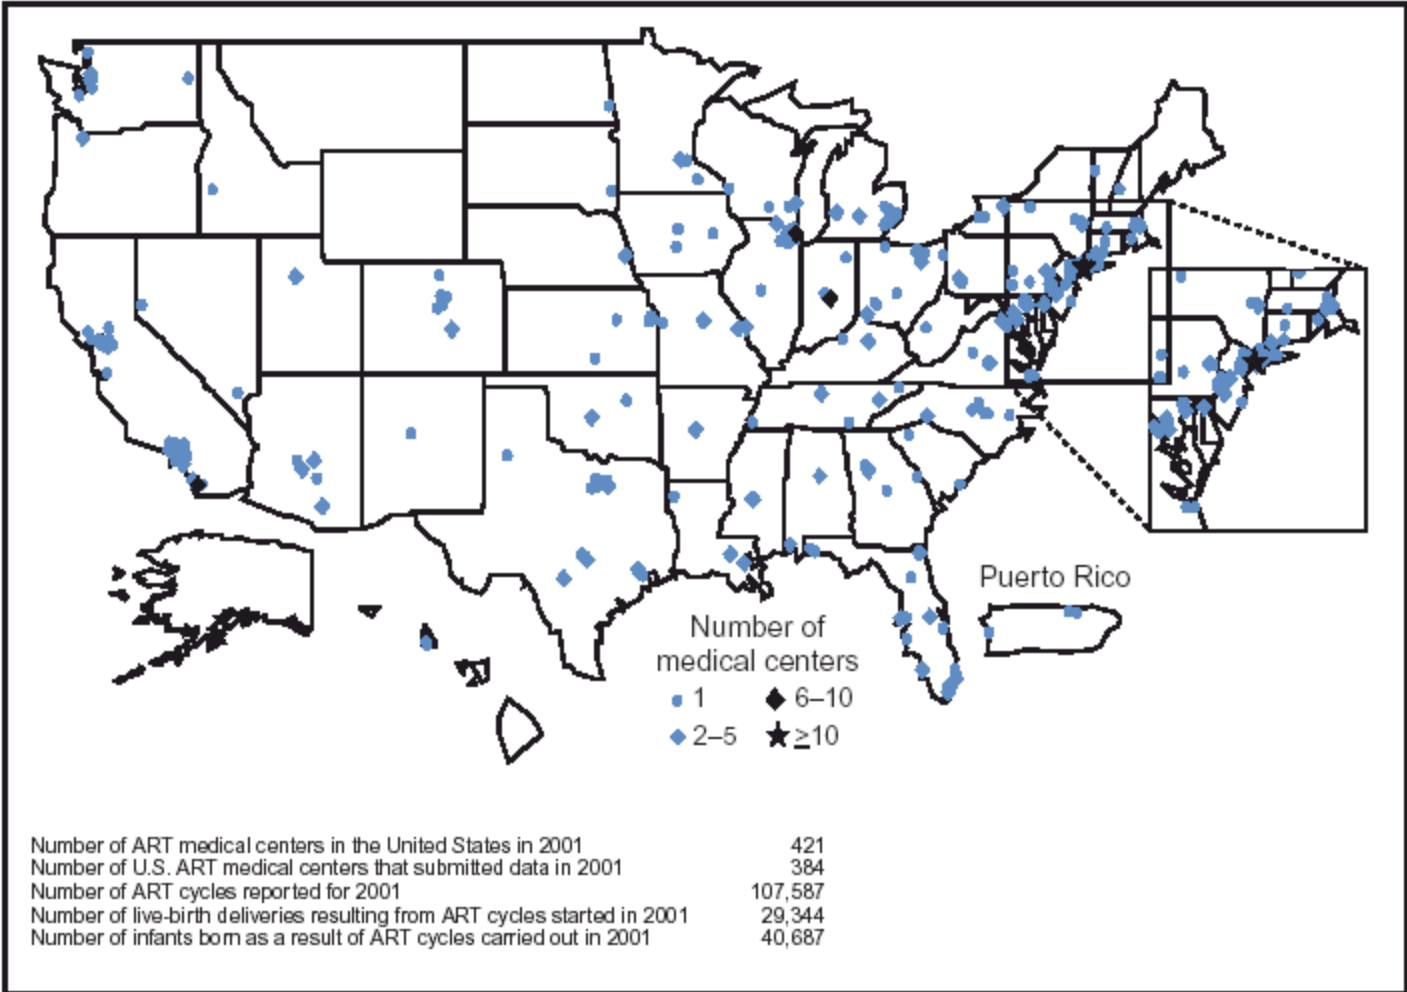 Puerto Rico
Number of
medical centers
1 6–10
2–5 ≥10
Number of ART medical centers in the United States in 2001 421
Number of U.S. ART medical centers that submitted data in 2001 384
Number of ART cycles reported for 2001 107,587
Number of live-birth deliveries resulting from ART cycles started in 2001 29,344
Number of infants born as a result of ART cycles carried out in 2001 40,687